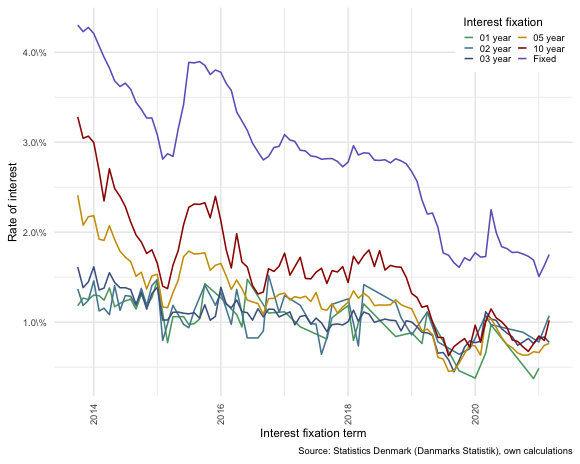 Interest fixation
01 year
02 year
03 year
05 year
10 year
Fixed
Rate of interest
4.0\%
3.0\%
2.0\%
1.0\%
2014
2016
2018
2020
Interest fixation term
Source: Statistics Denmark (Danmarks Statistik), own calculations